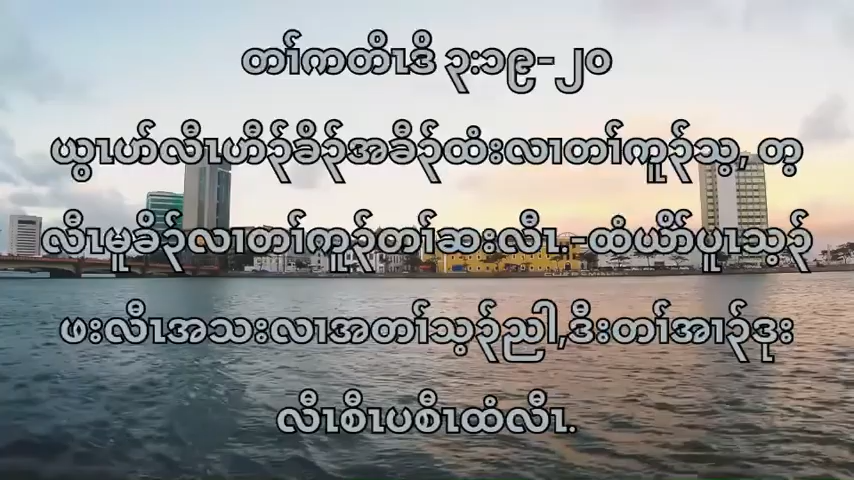 တၢ်ကတိၤဒိ ၃:၁၉-၂၀
ယွၤဟ်လီၤဟီၣ်ခိၣ်အခီၣ်ထံးလၢတၢ်ကူၣ်သ့, တ့
လီၤမူခိၣ်လၢတၢ်ကူၣ်တၢ်ဆးလီၤ.-ထံယိာ်ပူၤသ့ၣ်
ဖးလီၤအသးလၢအတၢ်သ့ၣ်ညါ,ဒီးတၢ်အၢၣ်ဒုး
လီၤစီၤပစီၤထံလီၤ.